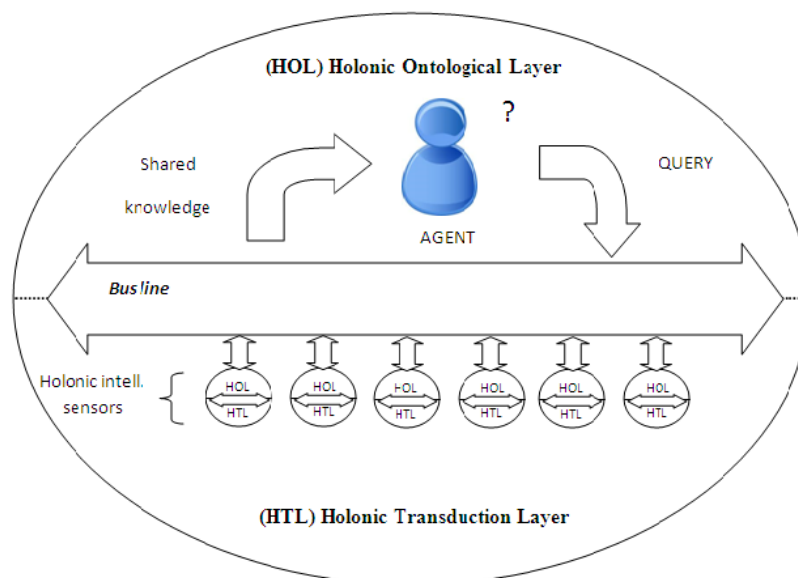 (HOL) Holonic Ontological Layer
?
Shared
knowledge
QUERY
AGENT
Busline
Holonic intell.
sensors
HOL
HTL
HOL
HTL
HOL
HTL
HOL
HTL
HOL
HTL
HOL
HTL
(HTL) Holonic Transduction Layer